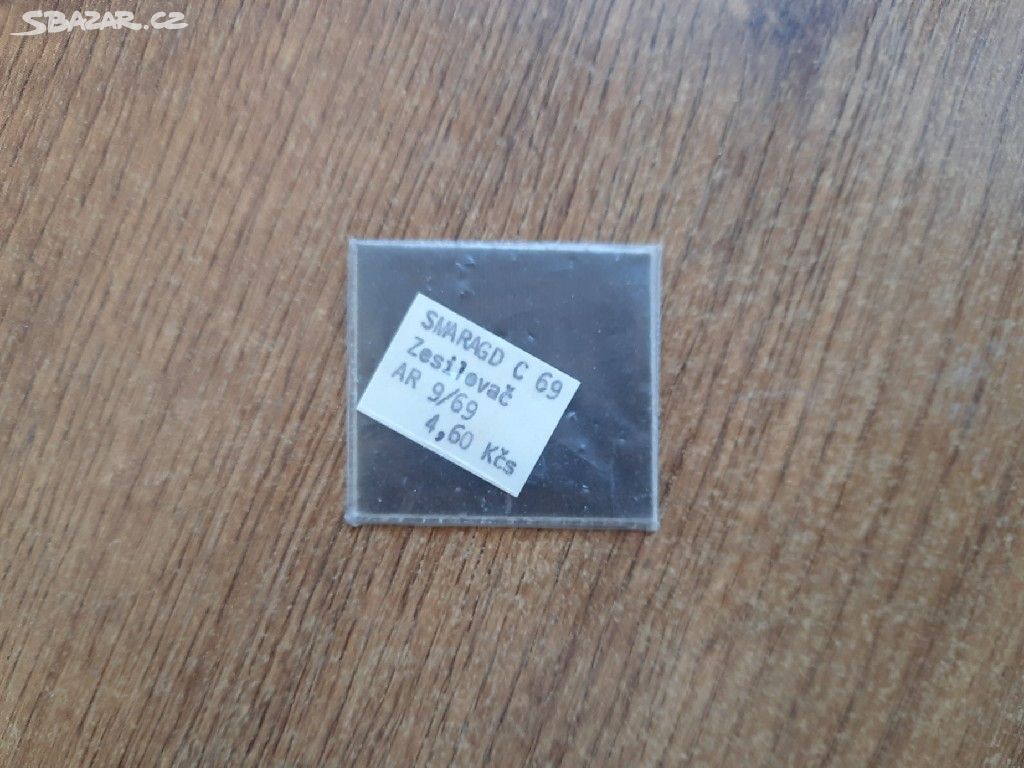 SBAZAR.CZ
SMARAGD C 69
Zesilovač
AR 9/69
4,60 Kčs